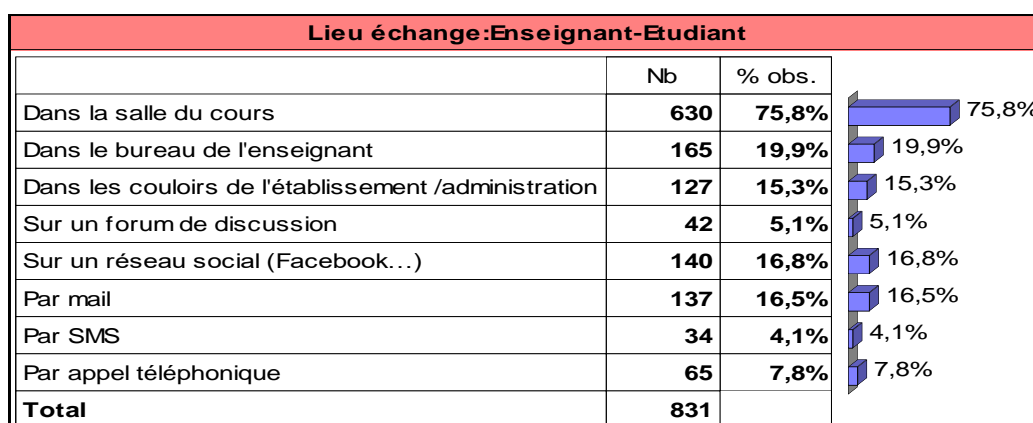 Lieu échange:Enseignant-Etudiant
Nb % obs.
Dans la salle du cours 630 75,8% 75,8%
Dans le bureau de l'enseignant 165 19,9% 19,9%
Dans les couloirs de l'établissement /administration 127 15,3% 15,3%
Sur un forum de discussion 42 5,1% 5,1%
Sur un réseau social (Facebook...) 140 16,8% 16,8%
Par mail 137 16,5% 16,5%
Par SMS 34 4,1% 4,1%
Par appel téléphonique 65 7,8% 7,8%
Total 831